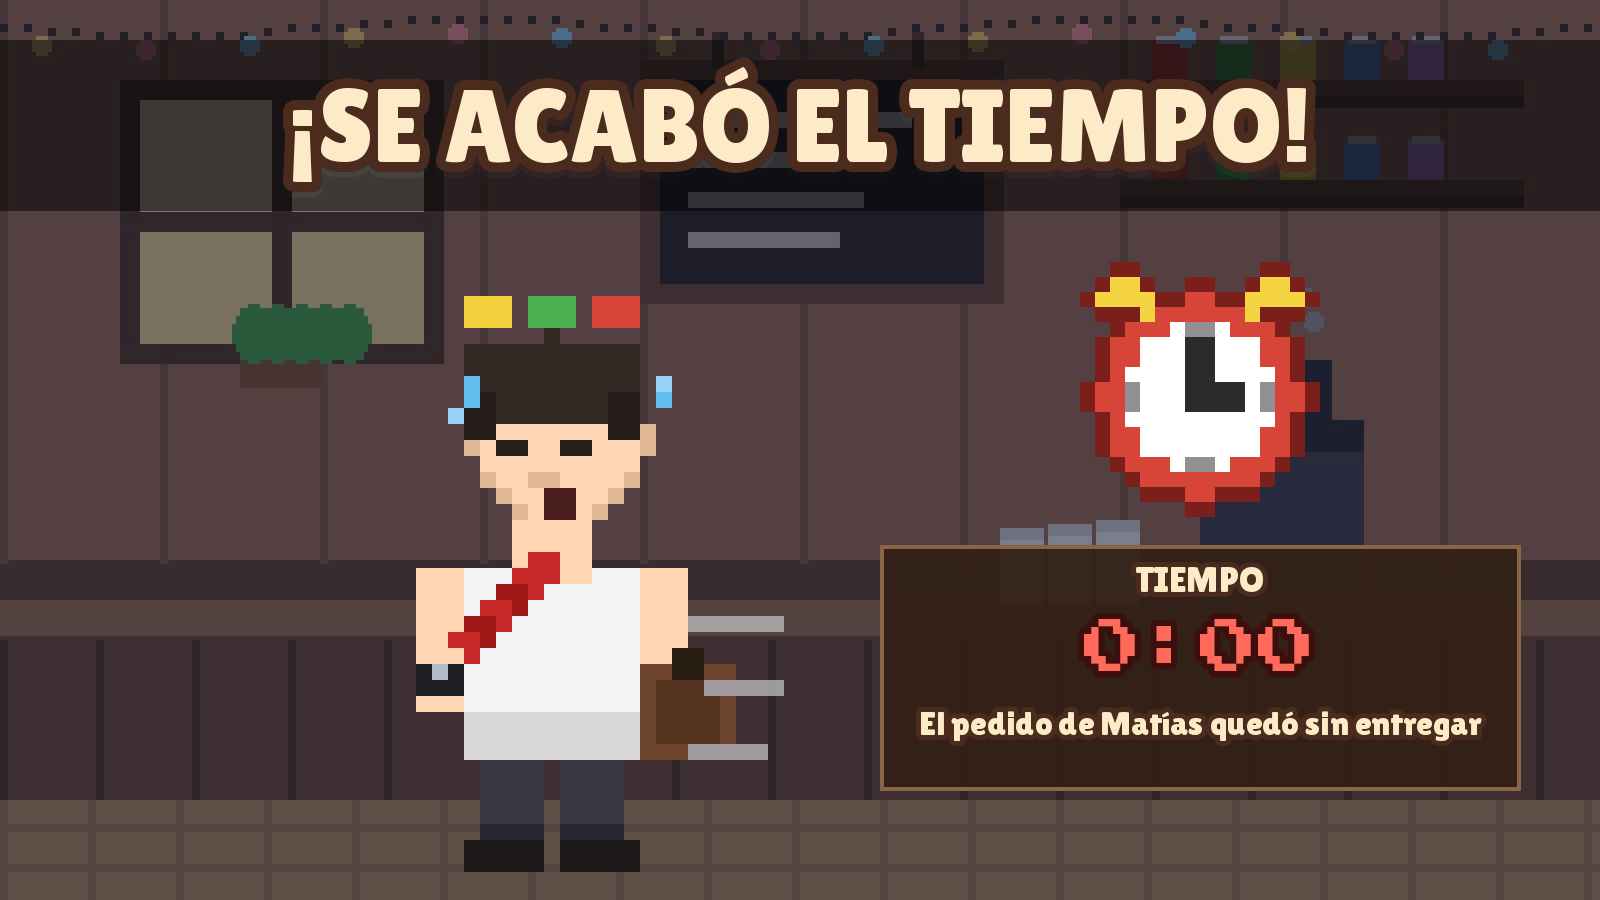 ¡SE ACABÓ EL TIEMPO!
TIEMPO
0:00
El pedido de Matías quedó sin entregar